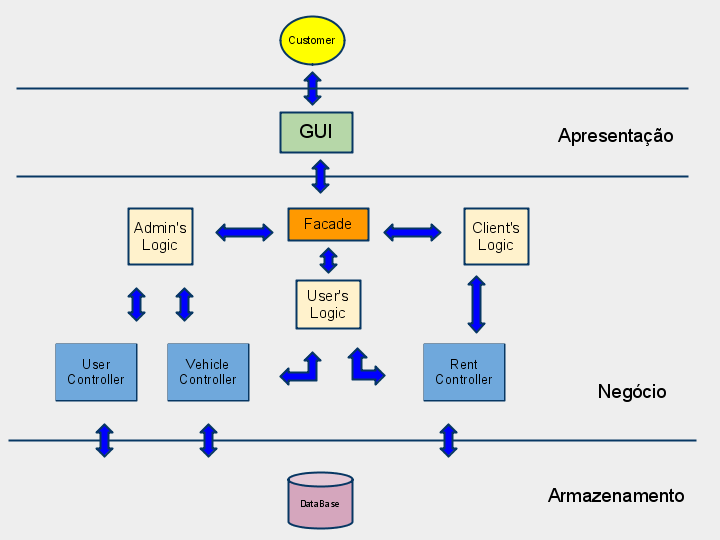 Customer
GUI
Apresentação
Admin's
Logic
Facade
Client's
Logic
User's
Logic
User
Controller
Vehicle
Controller
Rent
Controller
Negócio
DataBase
Armazenamento